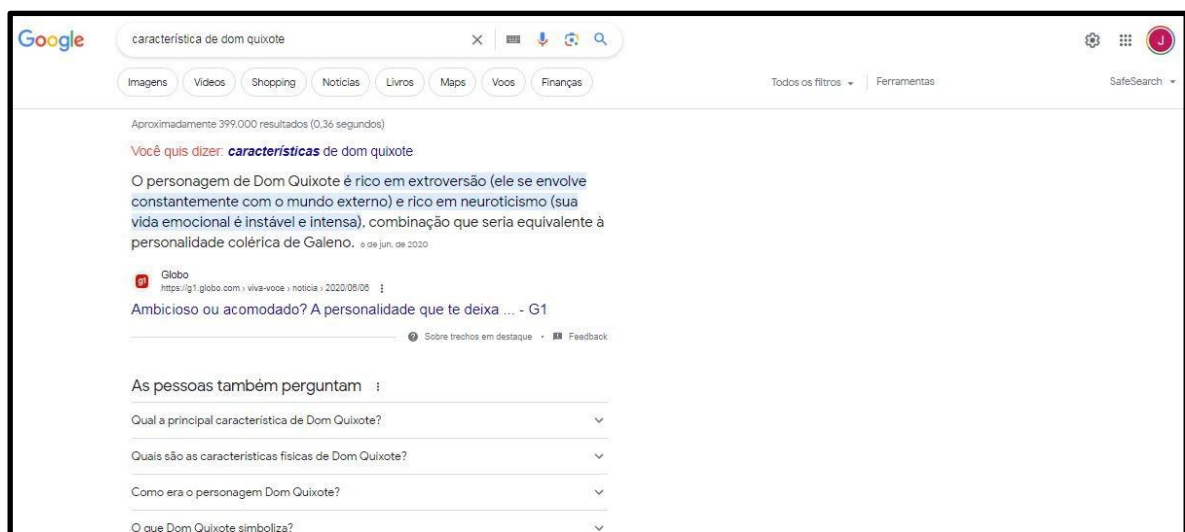 Google
característica de dom quixote
J
Imagens Vídeos Shopping Notícias Livros Maps Voos Finanças
Todos os filtros Ferramentas
SafeSearch
Aproximadamente 399.000 resultados (0,36 segundos)
Você quis dizer: características de dom quixote
O personagem de Dom Quixote é rico em extroversão (ele se envolve
constantemente com o mundo externo) e rico em neuroticismo (sua
vida emocional é instável e intensa), combinação que seria equivalente à
personalidade colérica de Galeno. 6 de jun. de 2020
g1
Globo
https://g1.globo.com › viva-voce › noticia › 2020/06/06
Ambicioso ou acomodado? A personalidade que te deixa ... - G1
Sobre trechos em destaque • Feedback
As pessoas também perguntam
Qual a principal característica de Dom Quixote?
Quais são as características físicas de Dom Quixote?
Como era o personagem Dom Quixote?
O que Dom Quixote simboliza?